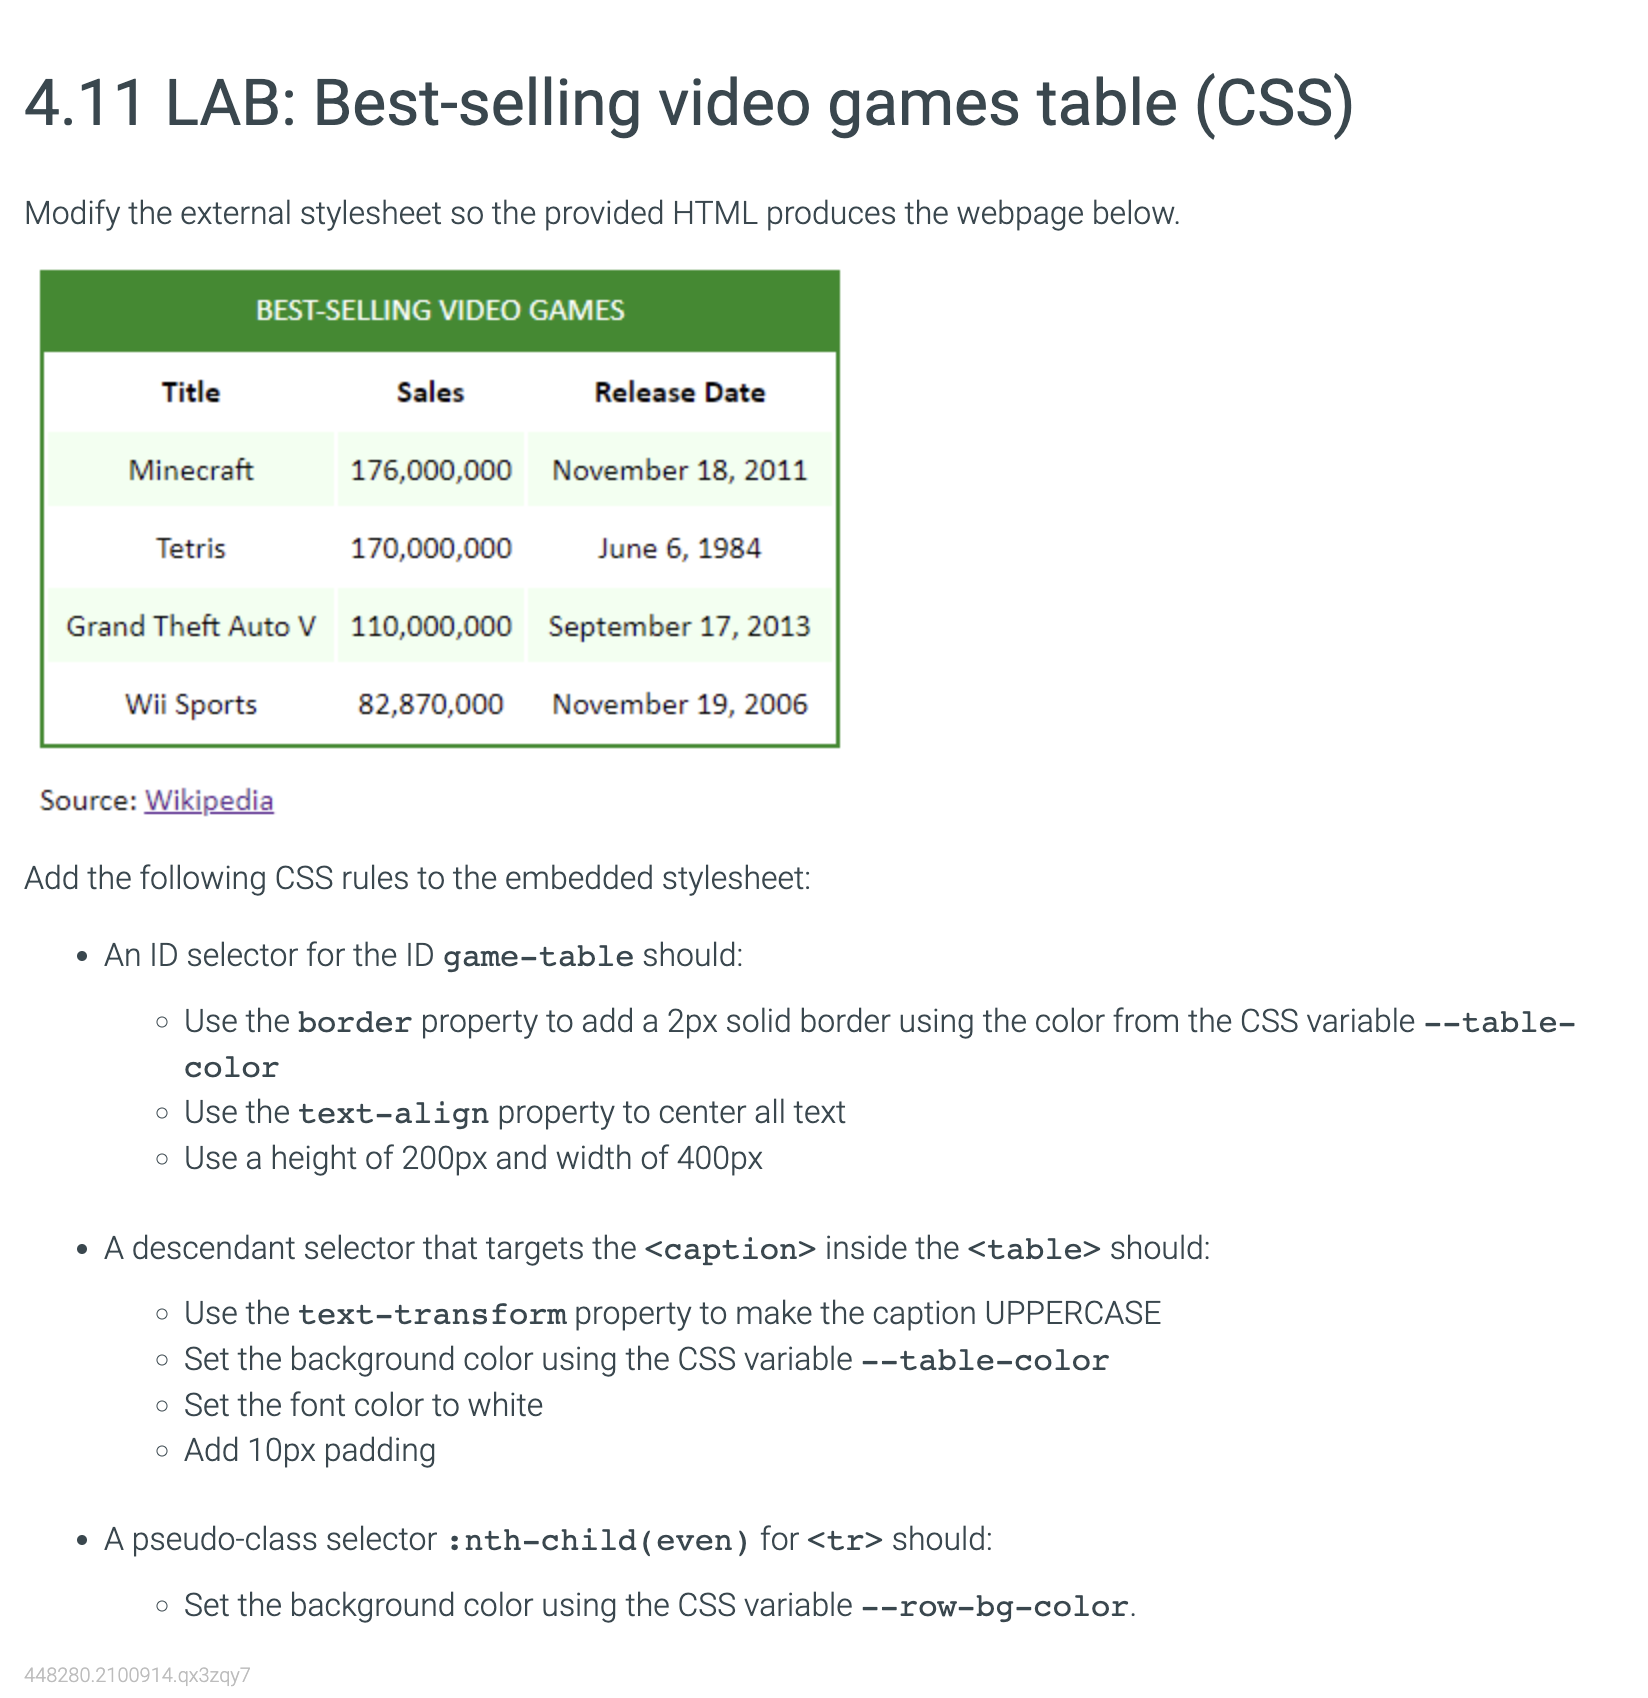 4.11 LAB: Best-selling video games table (CSS)
Modify the external stylesheet so the provided HTML produces the webpage below.
BEST-SELLING VIDEO GAMES
Title Sales Release Date
Minecraft 176,000,000 November 18, 2011
Tetris 170,000,000 June 6, 1984
Grand Theft Auto V 110,000,000 September 17, 2013
Wii Sports 82,870,000 November 19, 2006
Source: Wikipedia
Add the following CSS rules to the embedded stylesheet:
• An ID selector for the ID game-table should:
◦ Use the border property to add a 2px solid border using the color from the CSS variable --table-
color
◦ Use the text-align property to center all text
◦ Use a height of 200px and width of 400px
• A descendant selector that targets the <caption> inside the <table> should:
◦ Use the text-transform property to make the caption UPPERCASE
◦ Set the background color using the CSS variable --table-color
◦ Set the font color to white
◦ Add 10px padding
• A pseudo-class selector :nth-child(even) for <tr> should:
◦ Set the background color using the CSS variable --row-bg-color.
448280.2100914.qx3zqy7